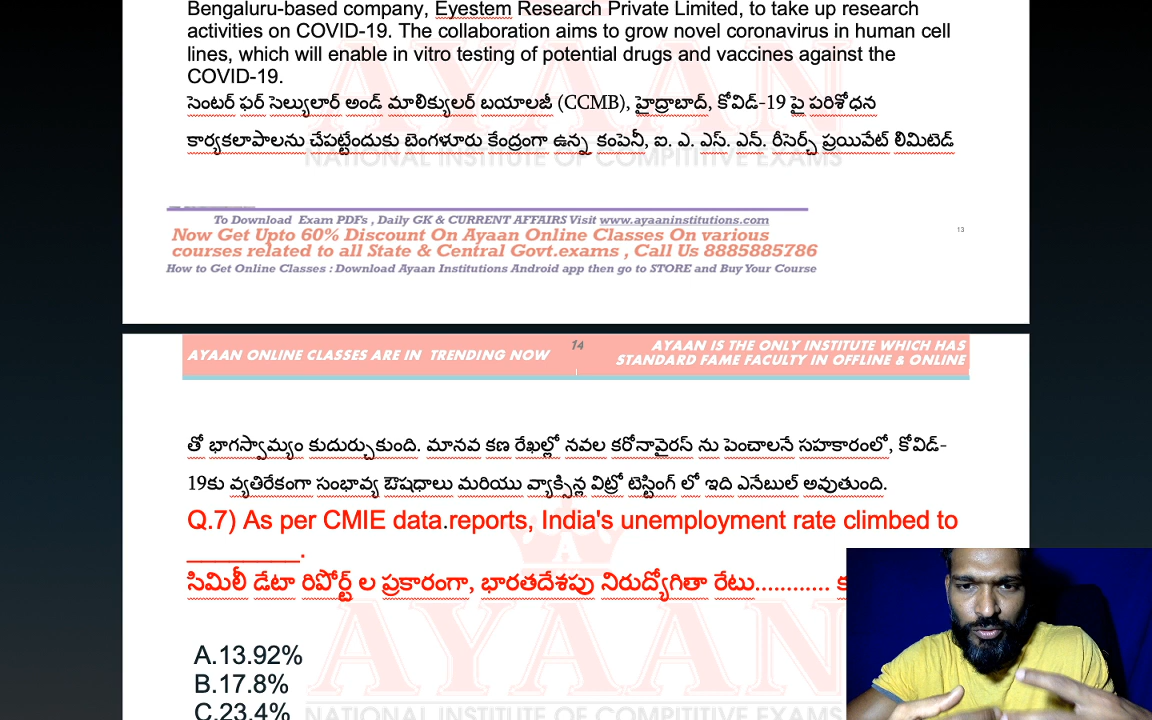 Bengaluru-based company, Eyestem Research Private Limited, to take up research
activities on COVID-19. The collaboration aims to grow novel coronavirus in human cell
lines, which will enable in vitro testing of potential drugs and vaccines against the
COVID-19.
సెంటర్ ఫర్ సెల్యులార్ అండ్ మాలిక్యులర్ బయాలజీ (CCMB), హైద్రాబాద్, కోవిడ్-19 పై పరిశోధన
కార్యకలాపాలను చేపట్టేందుకు బెంగళూరు కేంద్రంగా ఉన్న కంపెనీ, ఐ. ఎ. ఎస్. ఎన్. రీసెర్చ్ ప్రయివేట్ లిమిటెడ్
NATIONAL INSTITUTE OF COMPITITIVE EXAMS
To Download Exam PDFs , Daily GK & CURRENT AFFAIRS Visit www.ayaaninstitutions.com
Now Get Upto 60% Discount On Ayaan Online Classes On various
courses related to all State & Central Govt.exams , Call Us 8885885786
How to Get Online Classes : Download Ayaan Institutions Android app then go to STORE and Buy Your Course
13
AYAAN ONLINE CLASSES ARE IN TRENDING NOW
14
AYAAN IS THE ONLY INSTITUTE WHICH HAS
STANDARD FAME FACULTY IN OFFLINE & ONLINE
తో భాగస్వామ్యం కుదుర్చుకుంది. మానవ కణ రేఖల్లో నవల కరోనావైరస్ ను పెంచాలనే సహకారంలో, కోవిడ్-
19కు వ్యతిరేకంగా సంభావ్య ఔషధాలు మరియు వ్యాక్సిన్ల విట్రో టెస్టింగ్ లో ఇది ఎనేబుల్ అవుతుంది.
Q.7) As per CMIE data.reports, India's unemployment rate climbed to
________.
సిమిలీ డేటా రిపోర్ట్ ల ప్రకారంగా, భారతదేశపు నిరుద్యోగితా రేటు............
AYAAN
A.13.92%
B.17.8%
C.23.4%
NATIONAL INSTITUTE OF COMPITITIVE EXAMS